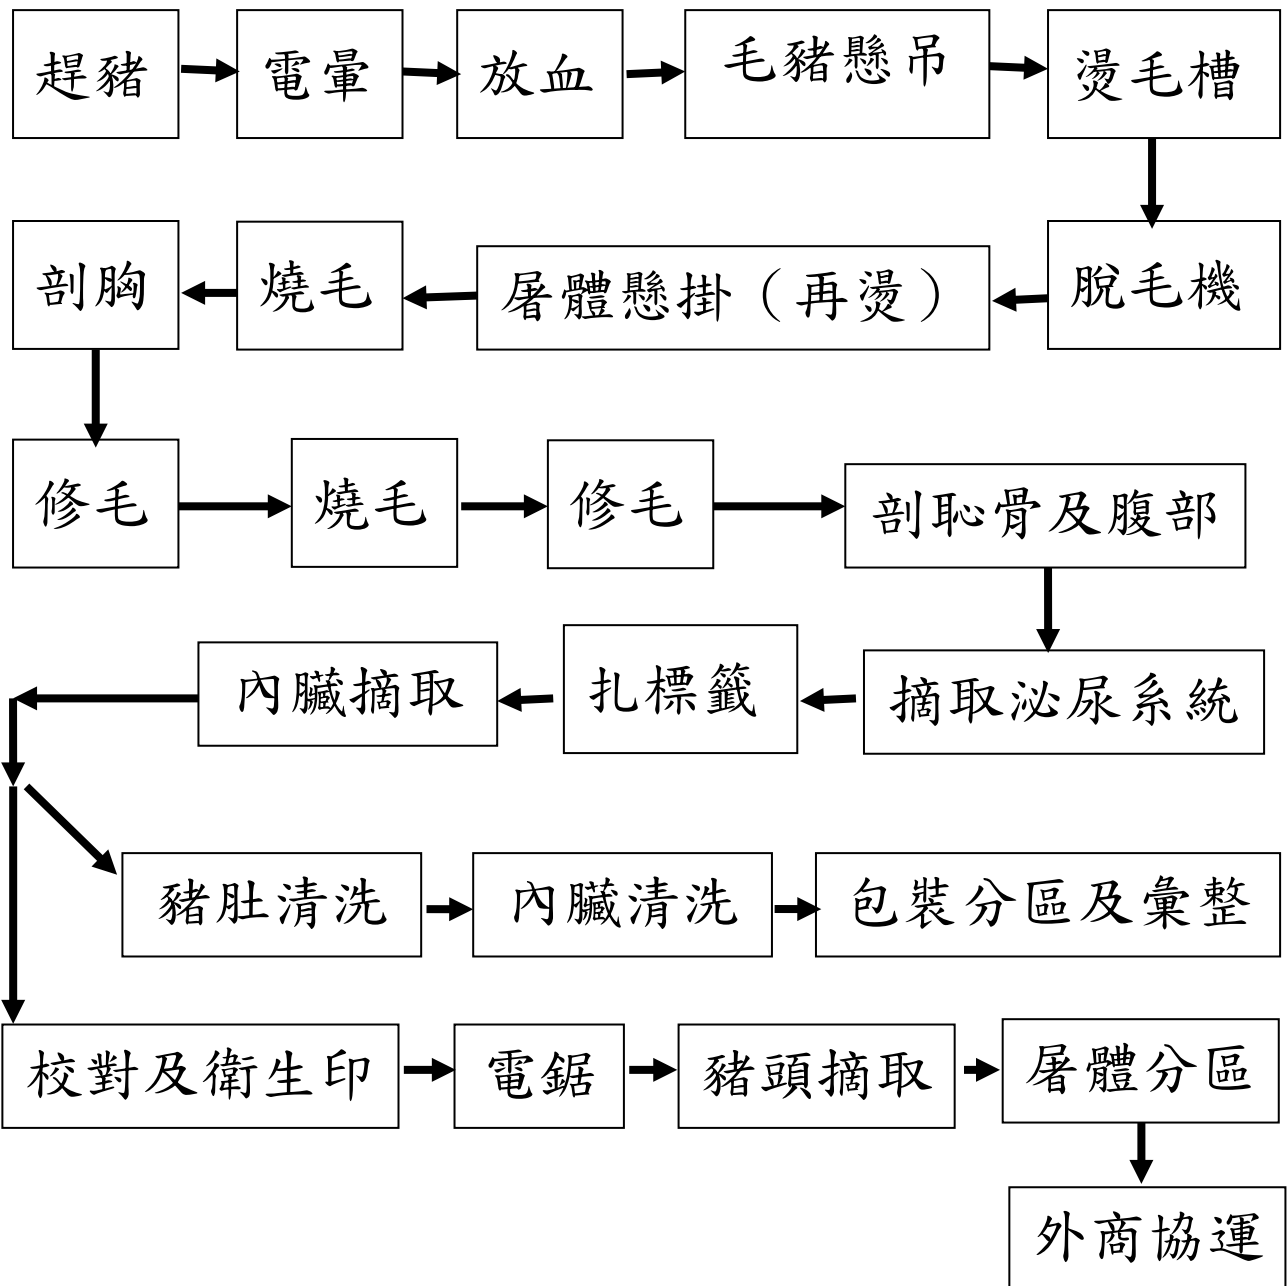 趕豬
電暈
放血
毛豬懸吊
燙毛槽
脫毛機
屠體懸掛（再燙）
燒毛
剖胸
修毛
燒毛
修毛
剖恥骨及腹部
摘取泌尿系統
扎標籤
內臟摘取
豬肚清洗
內臟清洗
包裝分區及彙整
校對及衛生印
電鋸
豬頭摘取
屠體分區
外商協運